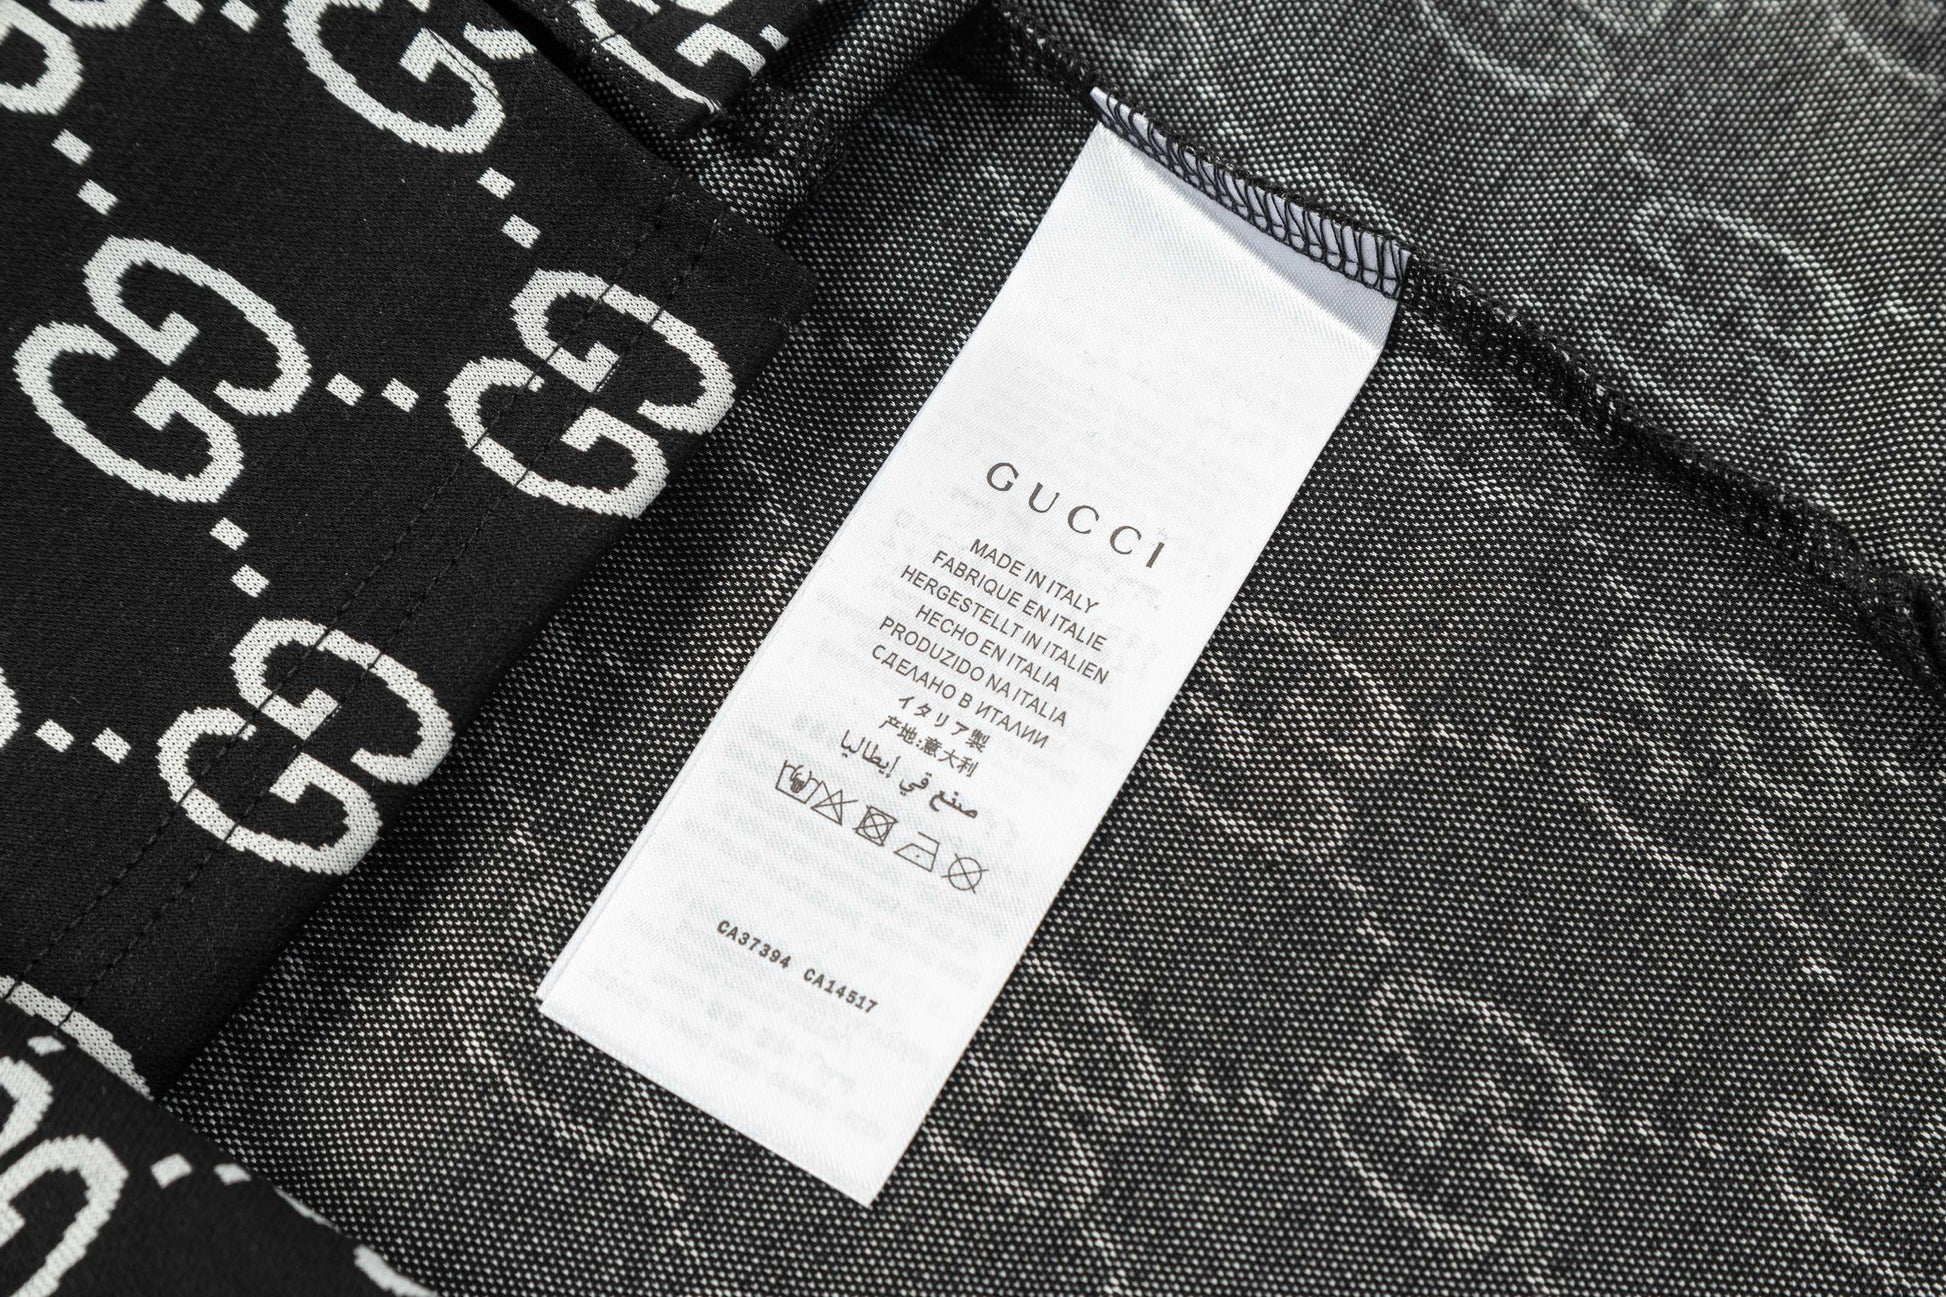 GUCCI
MADE IN ITALY
FABRIQUE EN ITALIE
HERGESTELLT IN ITALIEN
HECHO EN ITALIA
PRODUZIDO NA ITALIA
СДЕЛАНО В ИТАЛИИ
イタリア製
产地:意大利
صنع في إيطاليا
CA37394 CA14517